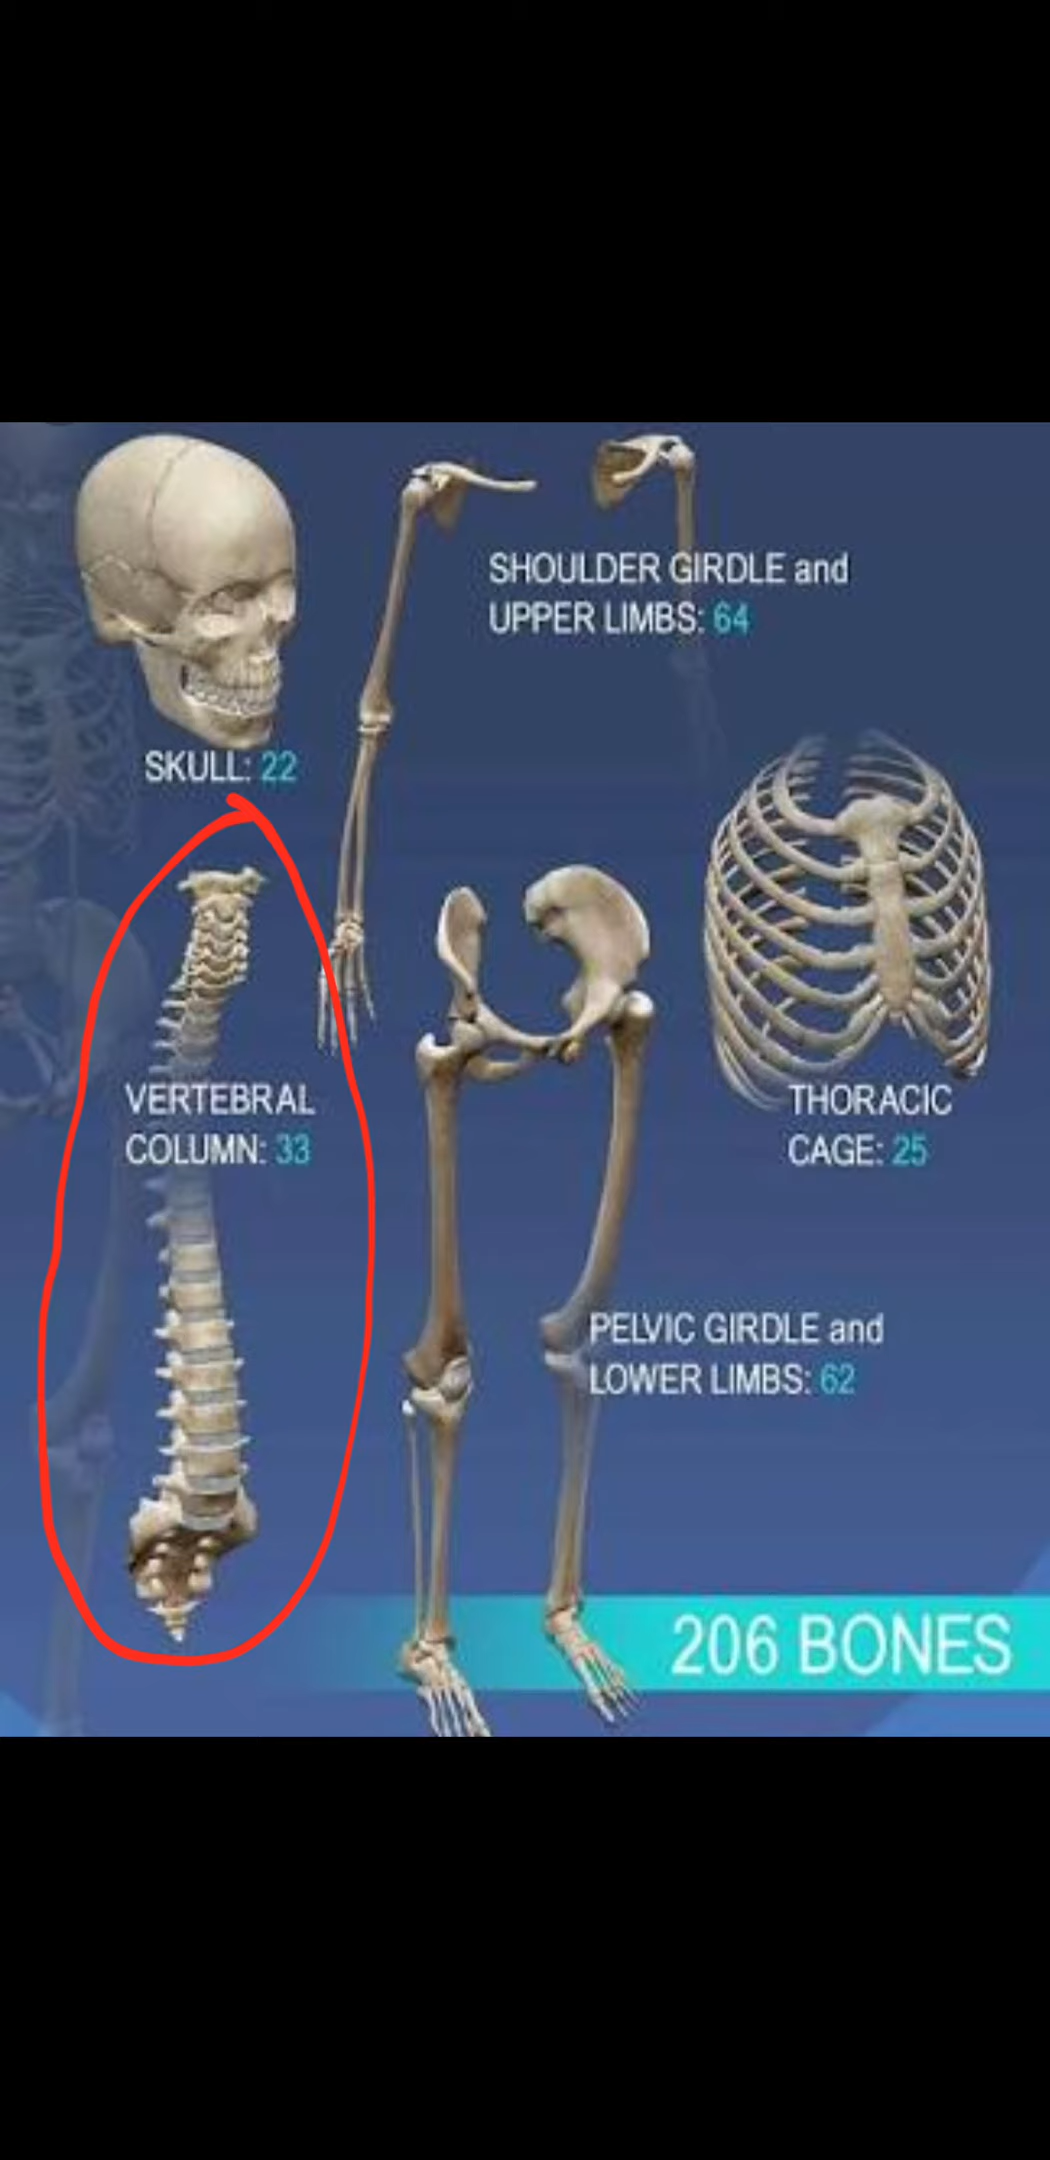 SHOULDER GIRDLE and
UPPER LIMBS: 64
SKULL: 22
VERTEBRAL
COLUMN: 33
THORACIC
CAGE: 25
PELVIC GIRDLE and
LOWER LIMBS: 62
206 BONES